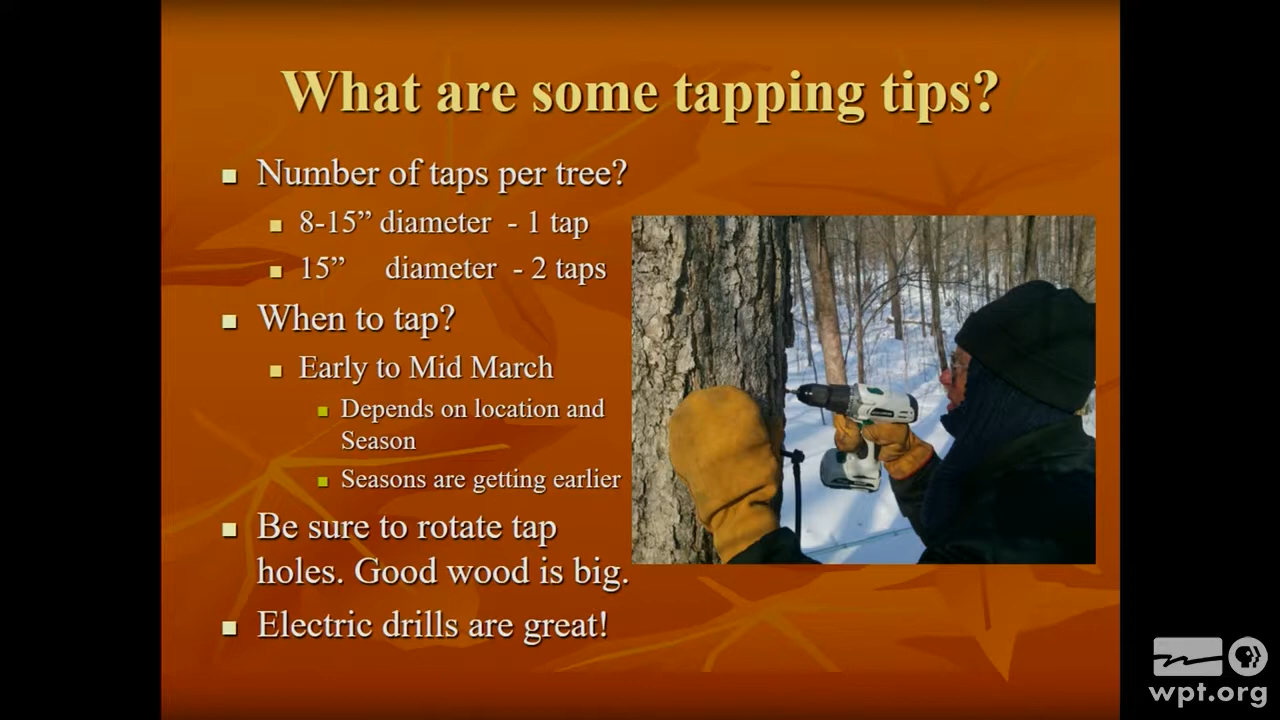 What are some tapping tips?
Number of taps per tree?
8-15” diameter - 1 tap
15” diameter - 2 taps
When to tap?
Early to Mid March
Depends on location and
Season
Seasons are getting earlier
Be sure to rotate tap
holes. Good wood is big.
Electric drills are great!
wpt.org